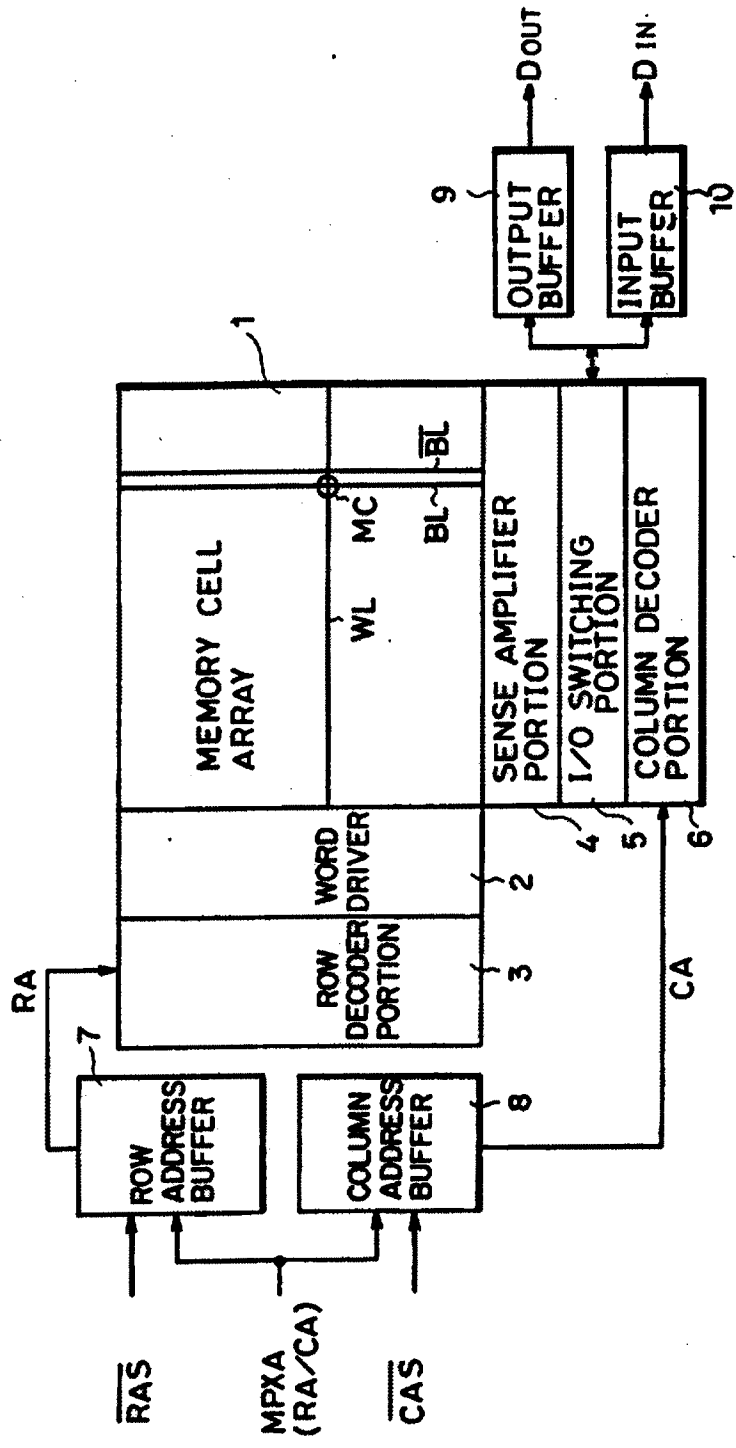 RAS
MPXA
(RA/CA)
CAS
RA
7
ROW
ADDRESS
BUFFER
COLUMN
ADDRESS
BUFFER
8
CA
ROW
DECODER
PORTION
3
WORD
DRIVER
2
MEMORY CELL
ARRAY
1
WL
MC
BL
BL
SENSE AMPLIFIER
PORTION
4
I/O SWITCHING
PORTION
5
COLUMN DECODER
PORTION
6
9
OUTPUT
BUFFER
DOUT
INPUT
BUFFER
10
DIN